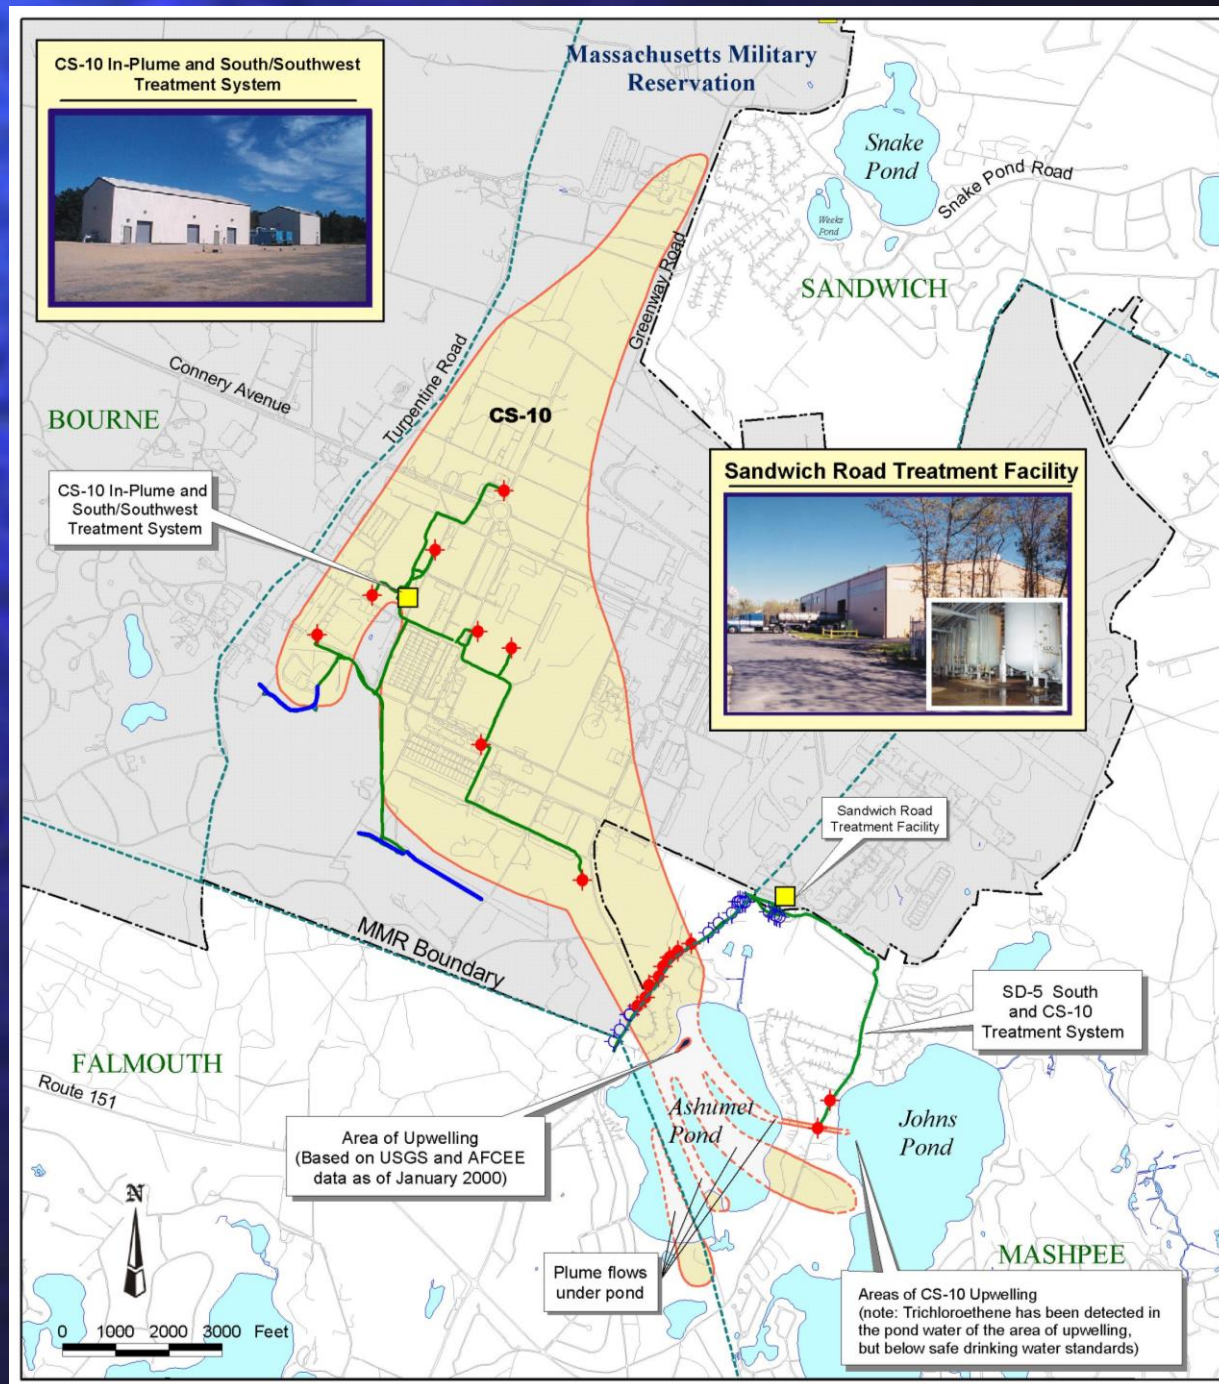 CS-10 In-Plume and South/Southwest
Treatment System
Massachusetts Military
Reservation
Snake
Pond
Snake Pond Road
Weeks
Pond
SANDWICH
Greenway Road
Turpentine Road
Connery Avenue
BOURNE
CS-10
CS-10 In-Plume and
South/Southwest
Treatment System
Sandwich Road Treatment Facility
Sandwich Road
Treatment Facility
MMR Boundary
SD-5 South
and CS-10
Treatment System
FALMOUTH
Route 151
Ashumet
Pond
Johns
Pond
Area of Upwelling
(Based on USGS and AFCEE
data as of January 2000)
N
MASHPEE
Plume flows
under pond
Areas of CS-10 Upwelling
(note: Trichloroethene has been detected in
the pond water of the area of upwelling,
but below safe drinking water standards)
0 1000 2000 3000 Feet